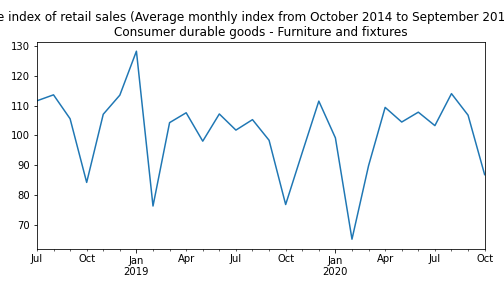 index of retail sales (Average monthly index from October 2014 to September
Consumer durable goods - Furniture and fixtures
130
120
110
100
90
80
70
Jul Oct Jan Apr Jul Oct Jan Apr Jul Oct
2019 2020